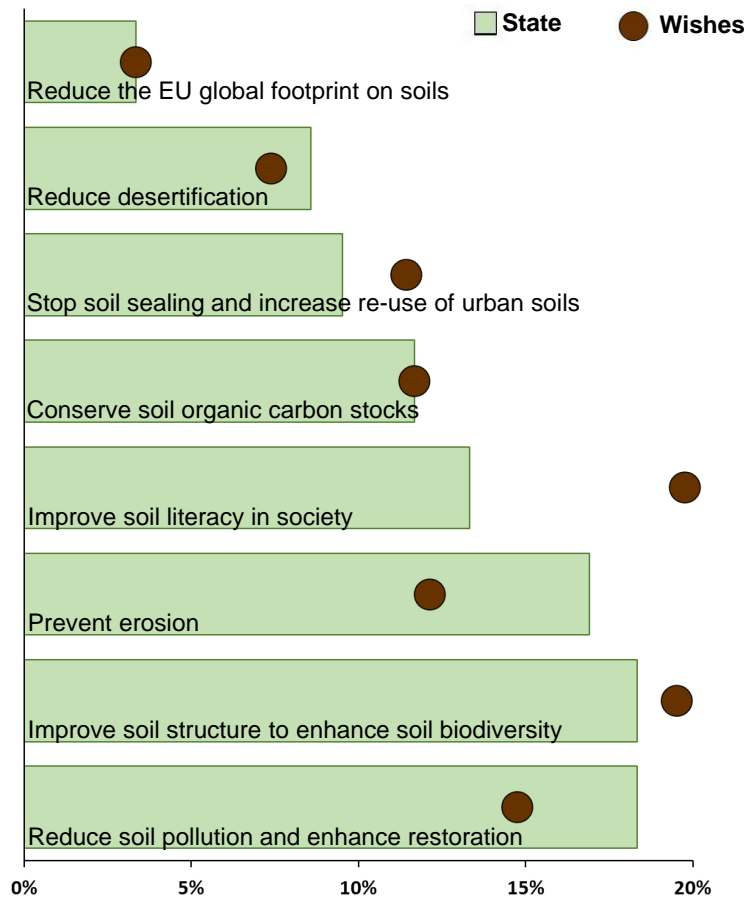 State Wishes
Reduce the EU global footprint on soils
Reduce desertification
Stop soil sealing and increase re-use of urban soils
Conserve soil organic carbon stocks
Improve soil literacy in society
Prevent erosion
Improve soil structure to enhance soil biodiversity
Reduce soil pollution and enhance restoration
0% 5% 10% 15% 20%